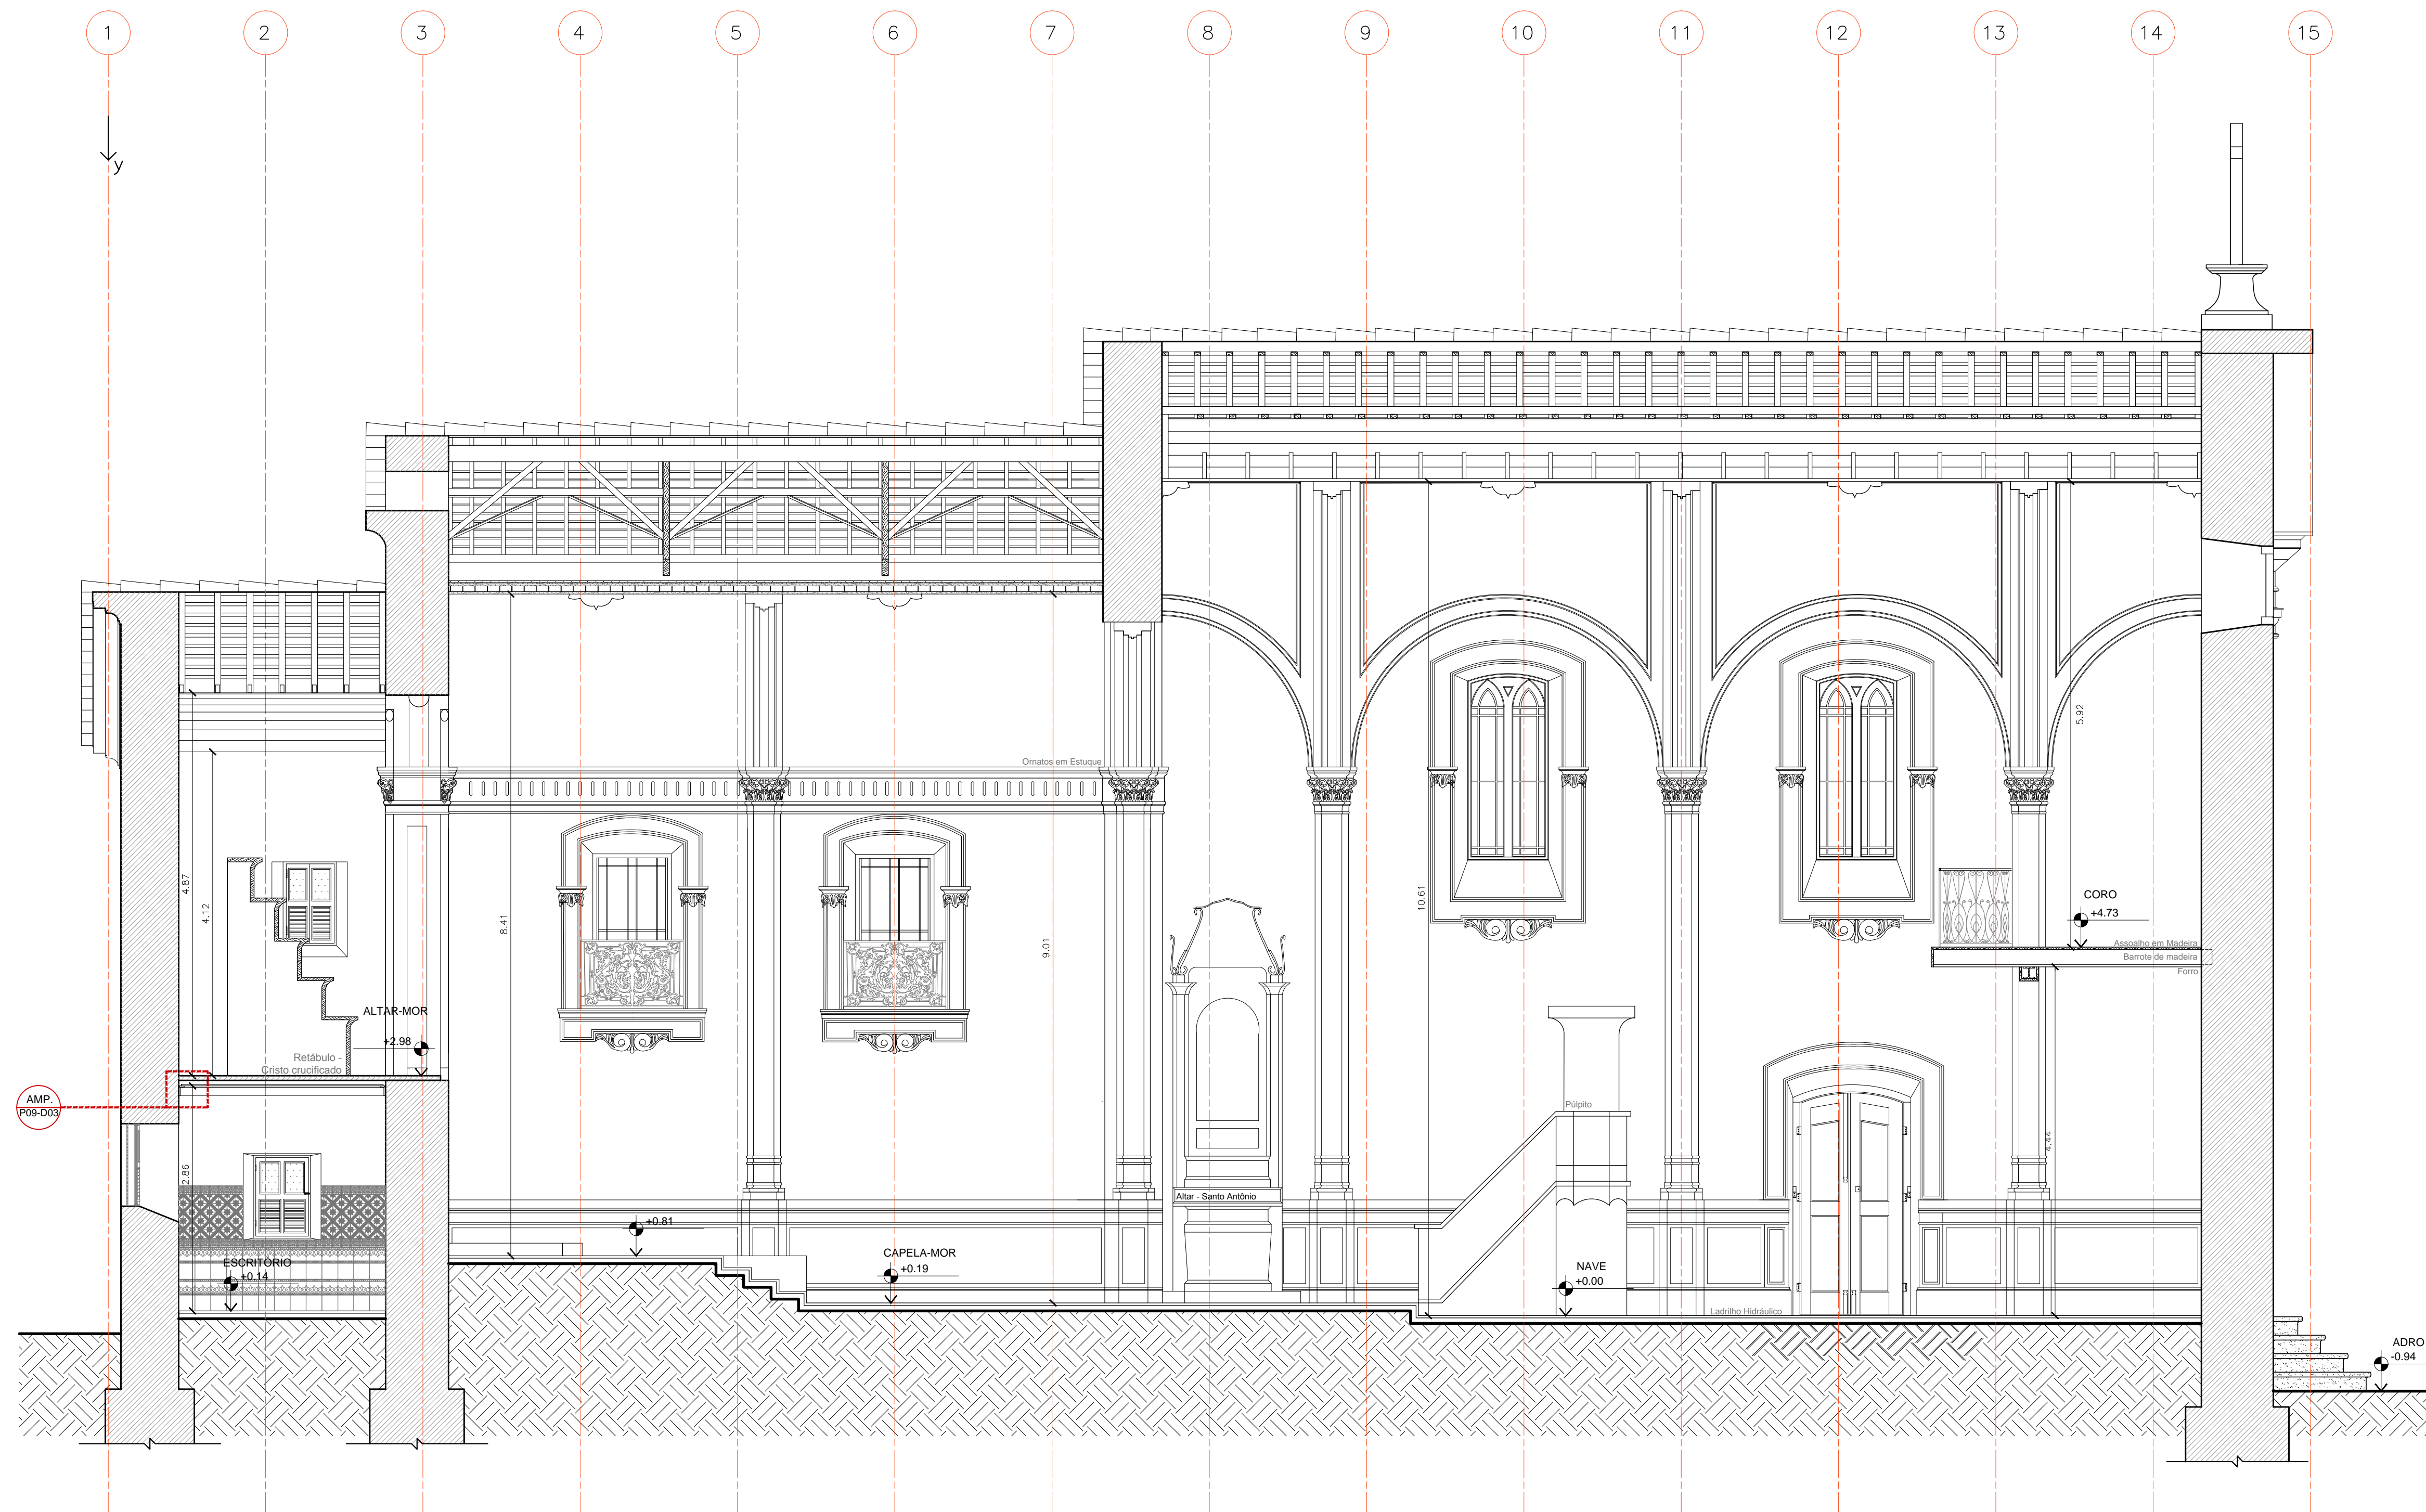 1 2 3 4 5 6 7 8 9 10 11 12 13 14 15
y
Ornatos em Estuque
5.92
4.87
4.12
8.41
9.01
10.61
CORO
+4.73
Assoalho em Madeira
Barrote de madeira
Forro
ALTAR-MOR
+2.98
Retábulo -
Cristo crucificado
AMP.
P09-D03
Púlpito
4.44
2.86
Altar - Santo Antônio
+0.81
CAPELA-MOR
+0.19
ESCRITÓRIO
+0.14
NAVE
+0.00
Ladrilho Hidráulico
ADRO
-0.94